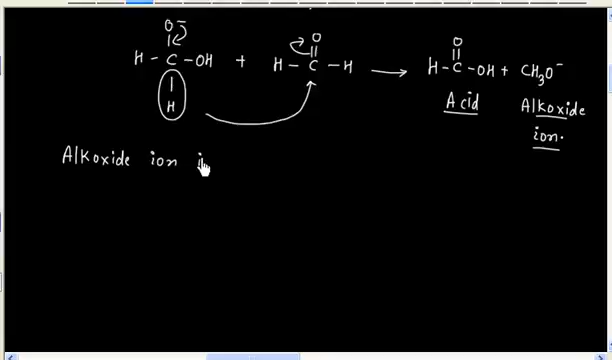 O⁻ O O
H - C - OH + H - C - H → H - C - OH + CH3O⁻
H Acid Alkoxide
ion.
Alkoxide ion i